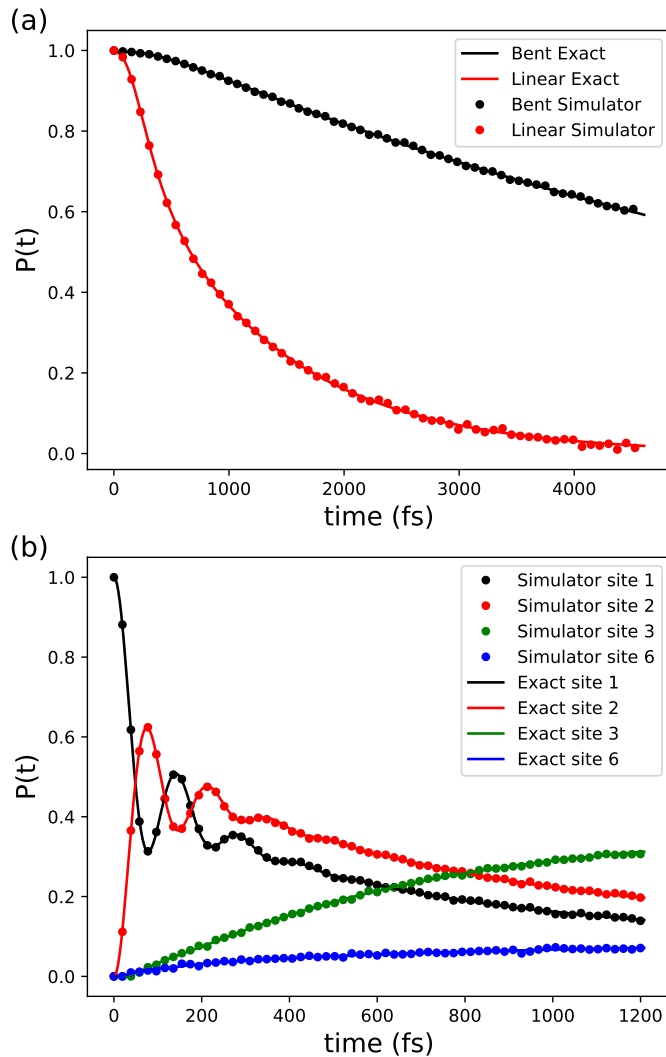 (a)
1.0
0.8
0.6
0.4
0.2
0.0
P(t)
Bent Exact
Linear Exact
Bent Simulator
Linear Simulator
0 1000 2000 3000 4000
time (fs)
(b)
1.0
0.8
0.6
0.4
0.2
0.0
P(t)
Simulator site 1
Simulator site 2
Simulator site 3
Simulator site 6
Exact site 1
Exact site 2
Exact site 3
Exact site 6
0 200 400 600 800 1000 1200
time (fs)